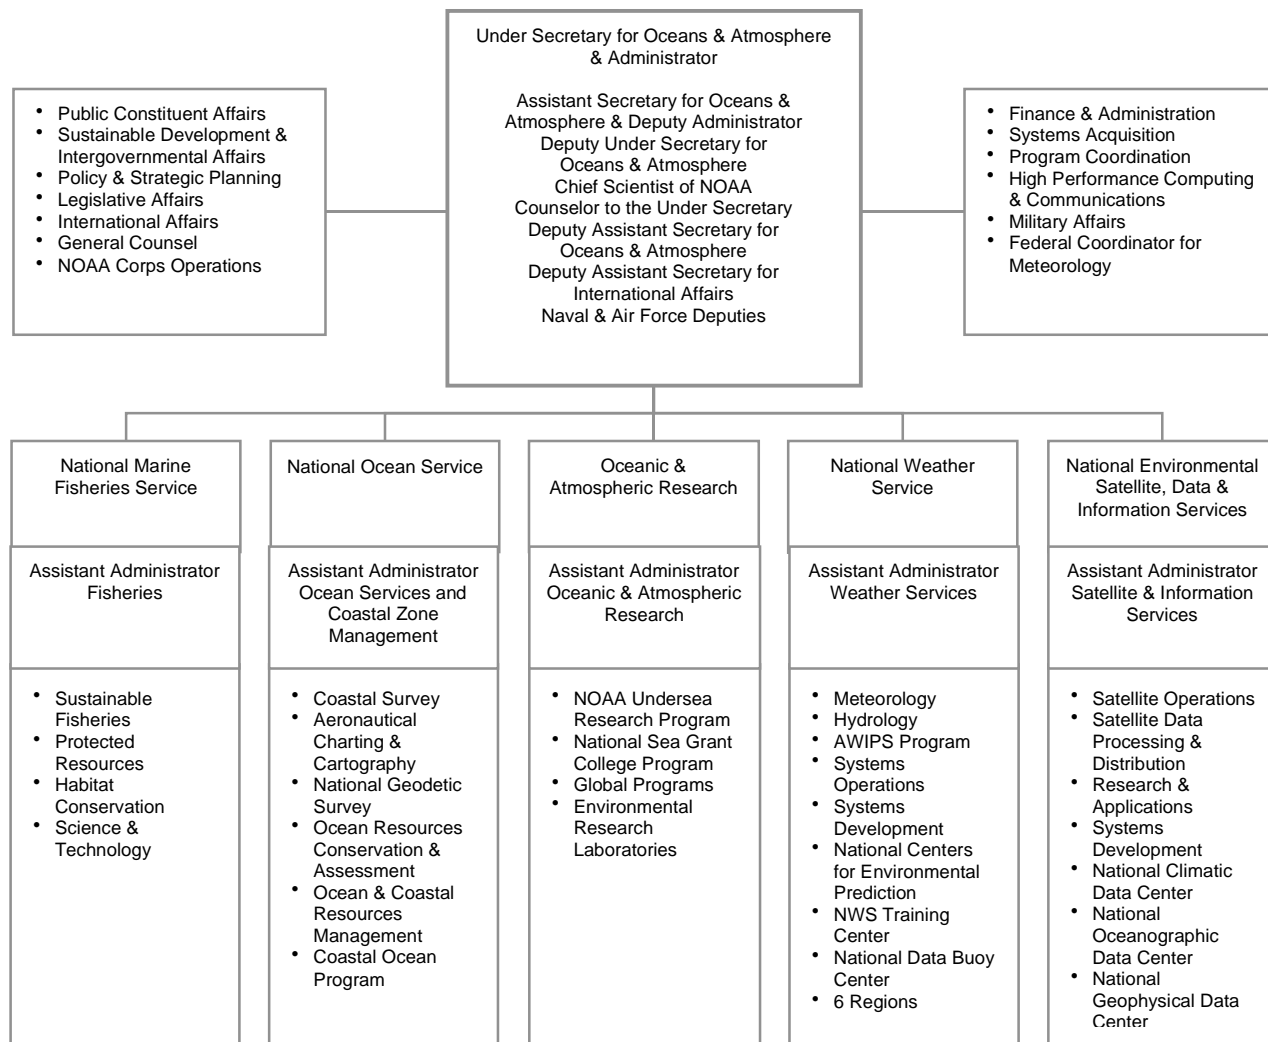 Under Secretary for Oceans & Atmosphere
& Administrator
Assistant Secretary for Oceans &
Atmosphere & Deputy Administrator
Deputy Under Secretary for
Oceans & Atmosphere
Chief Scientist of NOAA
Counselor to the Under Secretary
Deputy Assistant Secretary for
Oceans & Atmosphere
Deputy Assistant Secretary for
International Affairs
Naval & Air Force Deputies
• Public Constituent Affairs
• Sustainable Development &
Intergovernmental Affairs
• Policy & Strategic Planning
• Legislative Affairs
• International Affairs
• General Counsel
• NOAA Corps Operations
• Finance & Administration
• Systems Acquisition
• Program Coordination
• High Performance Computing
& Communications
• Military Affairs
• Federal Coordinator for
Meteorology
National Marine
Fisheries Service
Assistant Administrator
Fisheries
• Sustainable
Fisheries
• Protected
Resources
• Habitat
Conservation
• Science &
Technology
National Ocean Service
Assistant Administrator
Ocean Services and
Coastal Zone
Management
• Coastal Survey
• Aeronautical
Charting &
Cartography
• National Geodetic
Survey
• Ocean Resources
Conservation &
Assessment
• Ocean & Coastal
Resources
Management
• Coastal Ocean
Program
Oceanic &
Atmospheric Research
Assistant Administrator
Oceanic & Atmospheric
Research
• NOAA Undersea
Research Program
• National Sea Grant
College Program
• Global Programs
• Environmental
Research
Laboratories
National Weather
Service
Assistant Administrator
Weather Services
• Meteorology
• Hydrology
• AWIPS Program
• Systems
Operations
• Systems
Development
• National Centers
for Environmental
Prediction
• NWS Training
Center
• National Data Buoy
Center
• 6 Regions
National Environmental
Satellite, Data &
Information Services
Assistant Administrator
Satellite & Information
Services
• Satellite Operations
• Satellite Data
Processing &
Distribution
• Research &
Applications
• Systems
Development
• National Climatic
Data Center
• National
Oceanographic
Data Center
• National
Geophysical Data
Center